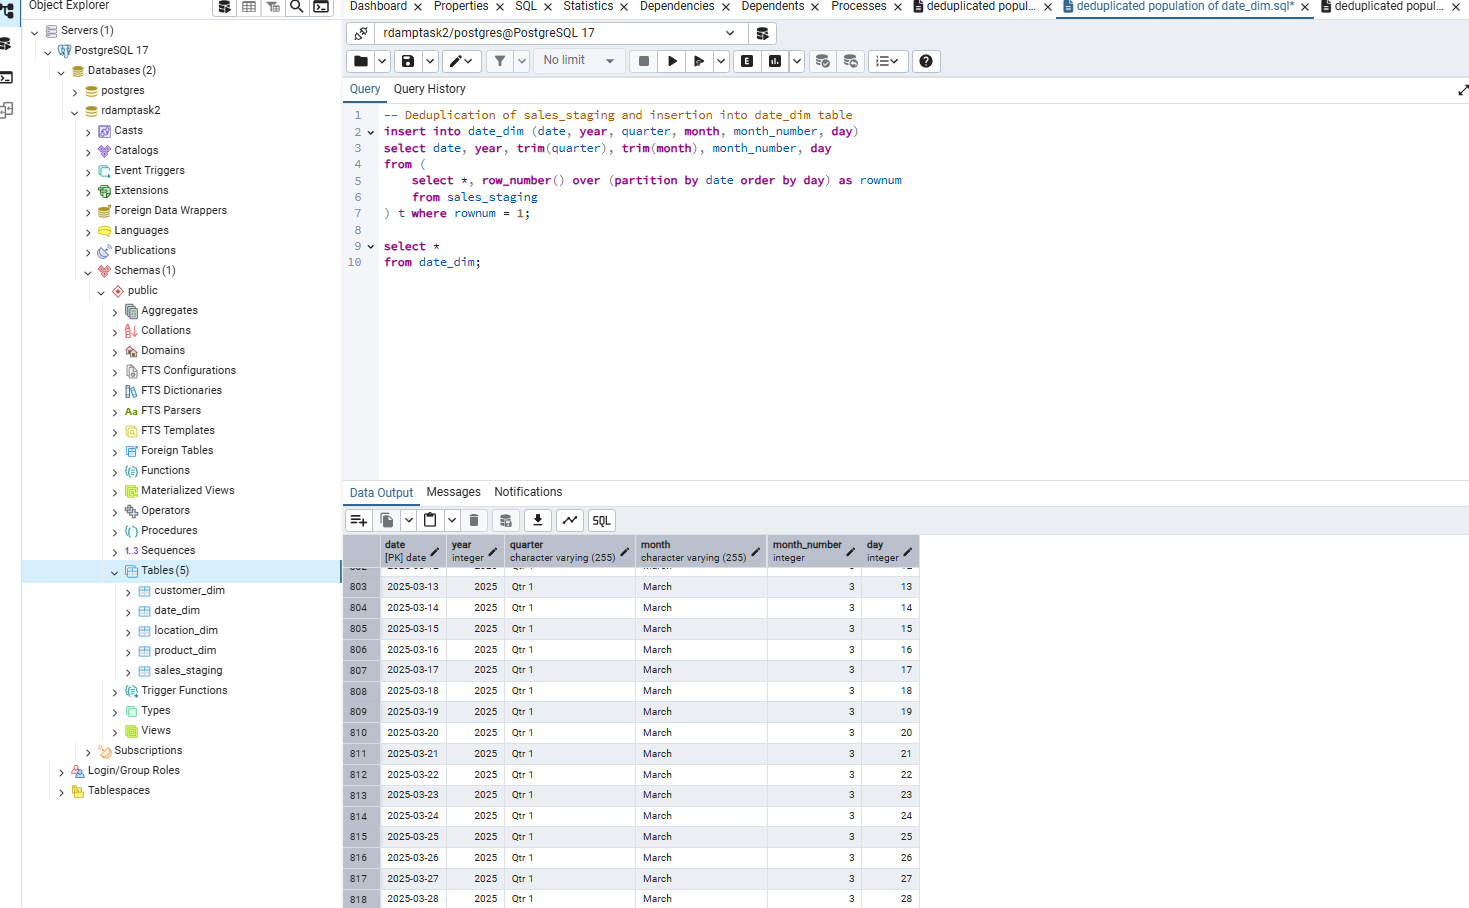 Object Explorer
Dashboard Properties SQL Statistics Dependencies Dependents Processes deduplicated popul... deduplicated population of date_dim.sql* deduplicated popul...
Servers (1)
PostgreSQL 17
Databases (2)
postgres
rdamptask2
Casts
Catalogs
Event Triggers
Extensions
Foreign Data Wrappers
Languages
Publications
Schemas (1)
public
Aggregates
Collations
Domains
FTS Configurations
FTS Dictionaries
Aa FTS Parsers
FTS Templates
Foreign Tables
Functions
Materialized Views
Operators
Procedures
1..3 Sequences
Tables (5)
customer_dim
date_dim
location_dim
product_dim
sales_staging
Trigger Functions
Types
Views
Subscriptions
Login/Group Roles
Tablespaces
rdamptask2/postgres@PostgreSQL 17
No limit E
Query Query History
1 -- Deduplication of sales_staging and insertion into date_dim table
2 insert into date_dim (date, year, quarter, month, month_number, day)
3 select date, year, trim(quarter), trim(month), month_number, day
4 from (
5 select *, row_number() over (partition by date order by day) as rownum
6 from sales_staging
7 ) t where rownum = 1;
8
9 select *
10 from date_dim;
Data Output Messages Notifications
SQL
date year quarter month month_number day
[PK] date integer character varying (255) character varying (255) integer integer
803 2025-03-13 2025 Qtr 1 March 3 13
804 2025-03-14 2025 Qtr 1 March 3 14
805 2025-03-15 2025 Qtr 1 March 3 15
806 2025-03-16 2025 Qtr 1 March 3 16
807 2025-03-17 2025 Qtr 1 March 3 17
808 2025-03-18 2025 Qtr 1 March 3 18
809 2025-03-19 2025 Qtr 1 March 3 19
810 2025-03-20 2025 Qtr 1 March 3 20
811 2025-03-21 2025 Qtr 1 March 3 21
812 2025-03-22 2025 Qtr 1 March 3 22
813 2025-03-23 2025 Qtr 1 March 3 23
814 2025-03-24 2025 Qtr 1 March 3 24
815 2025-03-25 2025 Qtr 1 March 3 25
816 2025-03-26 2025 Qtr 1 March 3 26
817 2025-03-27 2025 Qtr 1 March 3 27
818 2025-03-28 2025 Qtr 1 March 3 28